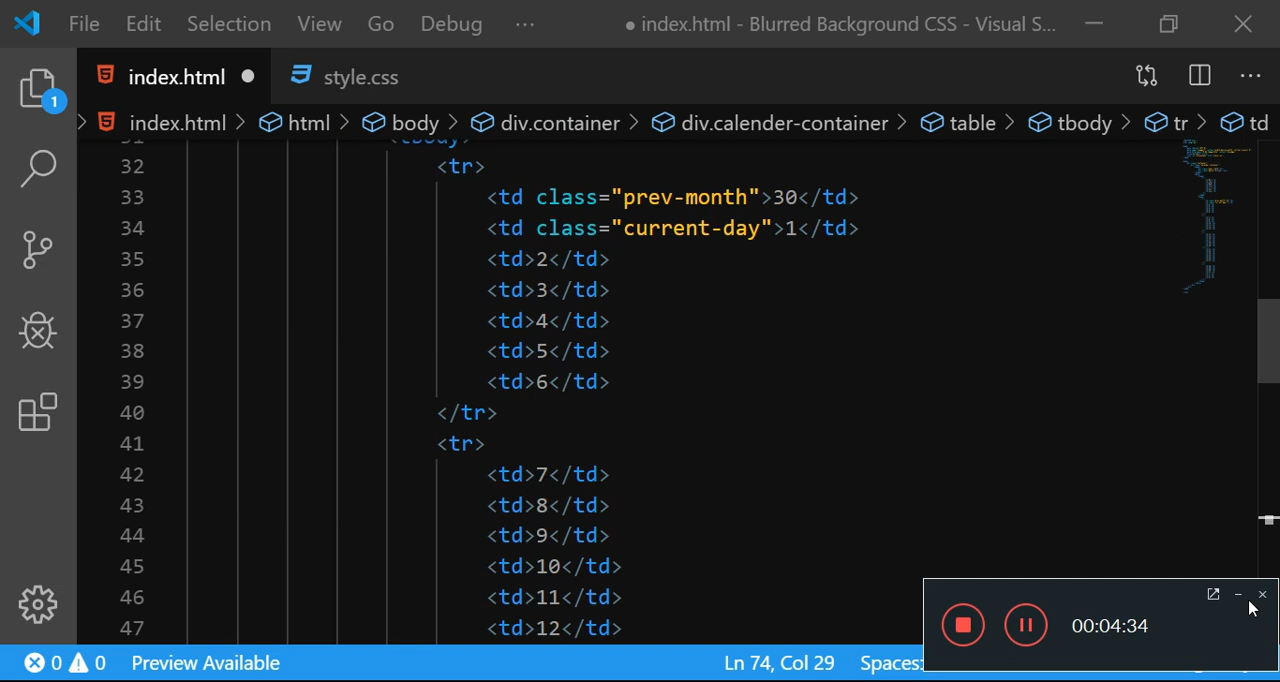 File Edit Selection View Go Debug ··· ● index.html - Blurred Background CSS - Visual S...
index.html ● style.css ···
1
> index.html > html > body > div.container > div.calender-container > table > tbody > tr > td
31 <tbody>
32 <tr>
33 <td class="prev-month">30</td>
34 <td class="current-day">1</td>
35 <td>2</td>
36 <td>3</td>
37 <td>4</td>
38 <td>5</td>
39 <td>6</td>
40 </tr>
41 <tr>
42 <td>7</td>
43 <td>8</td>
44 <td>9</td>
45 <td>10</td>
46 <td>11</td>
47 <td>12</td>
00:04:34
0 0 Preview Available Ln 74, Col 29 Spaces: